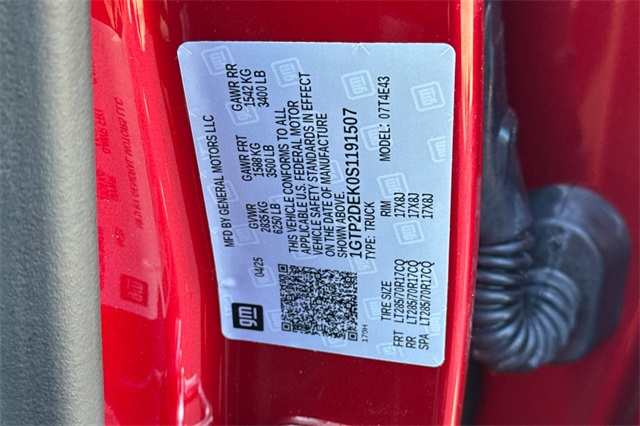 MFD BY GENERAL MOTORS LLC
04/25
GVWR GAWR FRT GAWR RR
2835 KG 1588 KG 1542 KG
6250 LB 3500 LB 3400 LB
THIS VEHICLE CONFORMS TO ALL
APPLICABLE U.S. FEDERAL MOTOR
VEHICLE SAFETY STANDARDS IN EFFECT
ON THE DATE OF MANUFACTURE
SHOWN ABOVE.
1GTP2DEK0S1191507
TYPE: TRUCK MODEL: 07T4E43
TIRE SIZE RIM
FRT LT285/70R17CQ 17X8J
RR LT285/70R17CQ 17X8J
SPA LT285/70R17CQ 17X8J
gm
179H